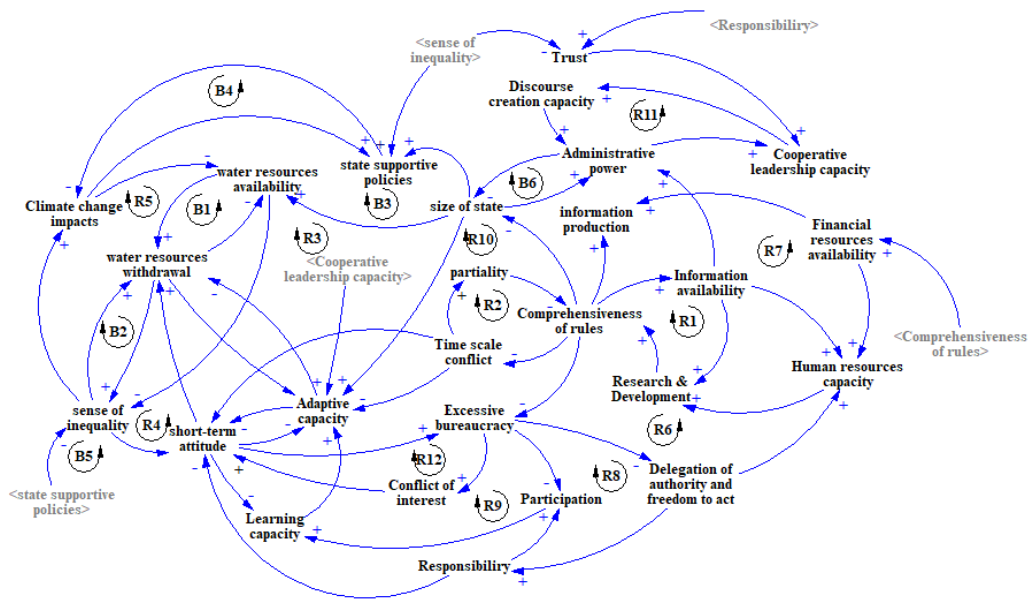 <Responsibiliry>
<sense of
inequality>
Trust
Discourse
creation capacity
B4
R11
state supportive
policies
Administrative
power
Cooperative
leadership capacity
water resources
availability
Climate change
impacts
R5
B1
B3
B6
size of state
information
production
Financial
resources
availability
R3
R10
R7
water resources
withdrawal
<Cooperative
leadership capacity>
partiality
Information
availability
R2
Comprehensiveness
of rules
R1
<Comprehensiveness
of rules>
B2
Time scale
conflict
Human resources
capacity
Research &
Development
sense of
inequality
R4
short-term
attitude
Adaptive
capacity
Excessive
bureaucracy
R6
B5
R12
R8
Delegation of
authority and
freedom to act
<state supportive
policies>
Conflict of
interest
R9
Participation
Learning
capacity
Responsibiliry